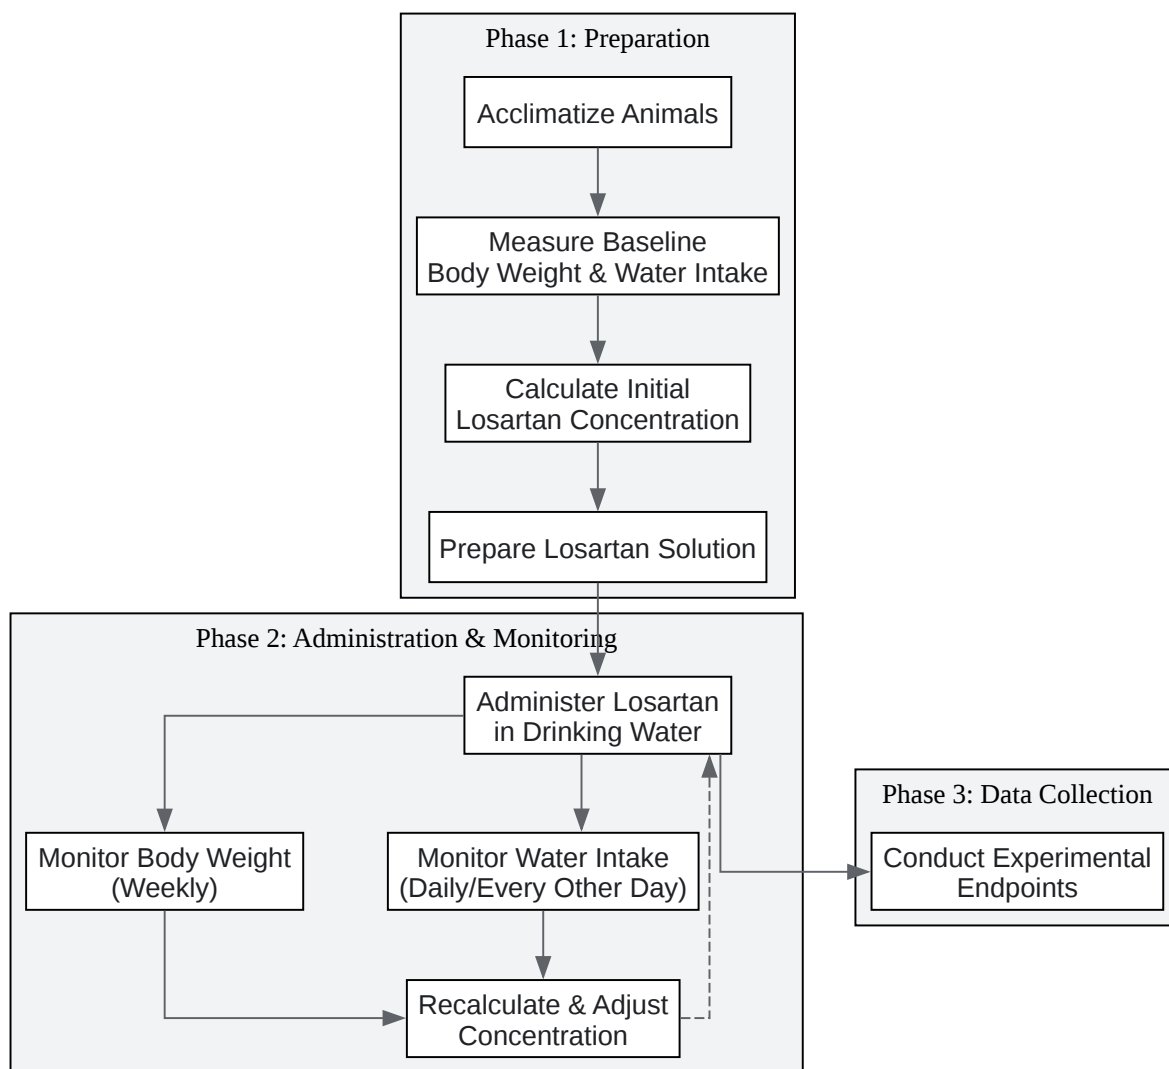 Phase 1: Preparation
Acclimatize Animals
Measure Baseline
Body Weight & Water Intake
Calculate Initial
Losartan Concentration
Prepare Losartan Solution
Phase 2: Administration & Monitoring
Administer Losartan
in Drinking Water
Monitor Body Weight
(Weekly)
Monitor Water Intake
(Daily/Every Other Day)
Recalculate & Adjust
Concentration
Phase 3: Data Collection
Conduct Experimental
Endpoints